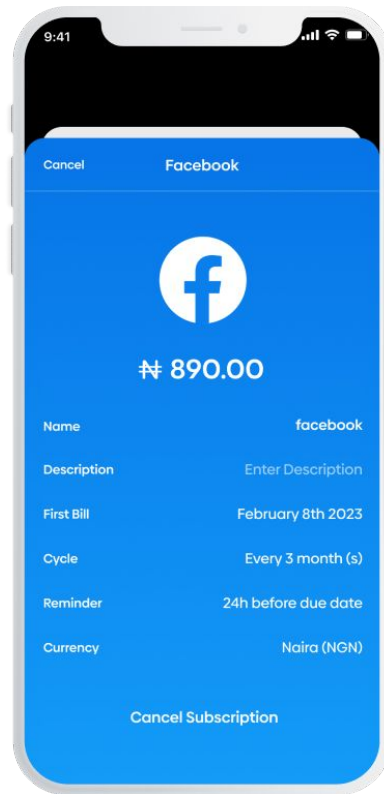 9:41
Cancel Facebook
₦ 890.00
Name facebook
Description Enter Description
First Bill February 8th 2023
Cycle Every 3 month (s)
Reminder 24h before due date
Currency Naira (NGN)
Cancel Subscription